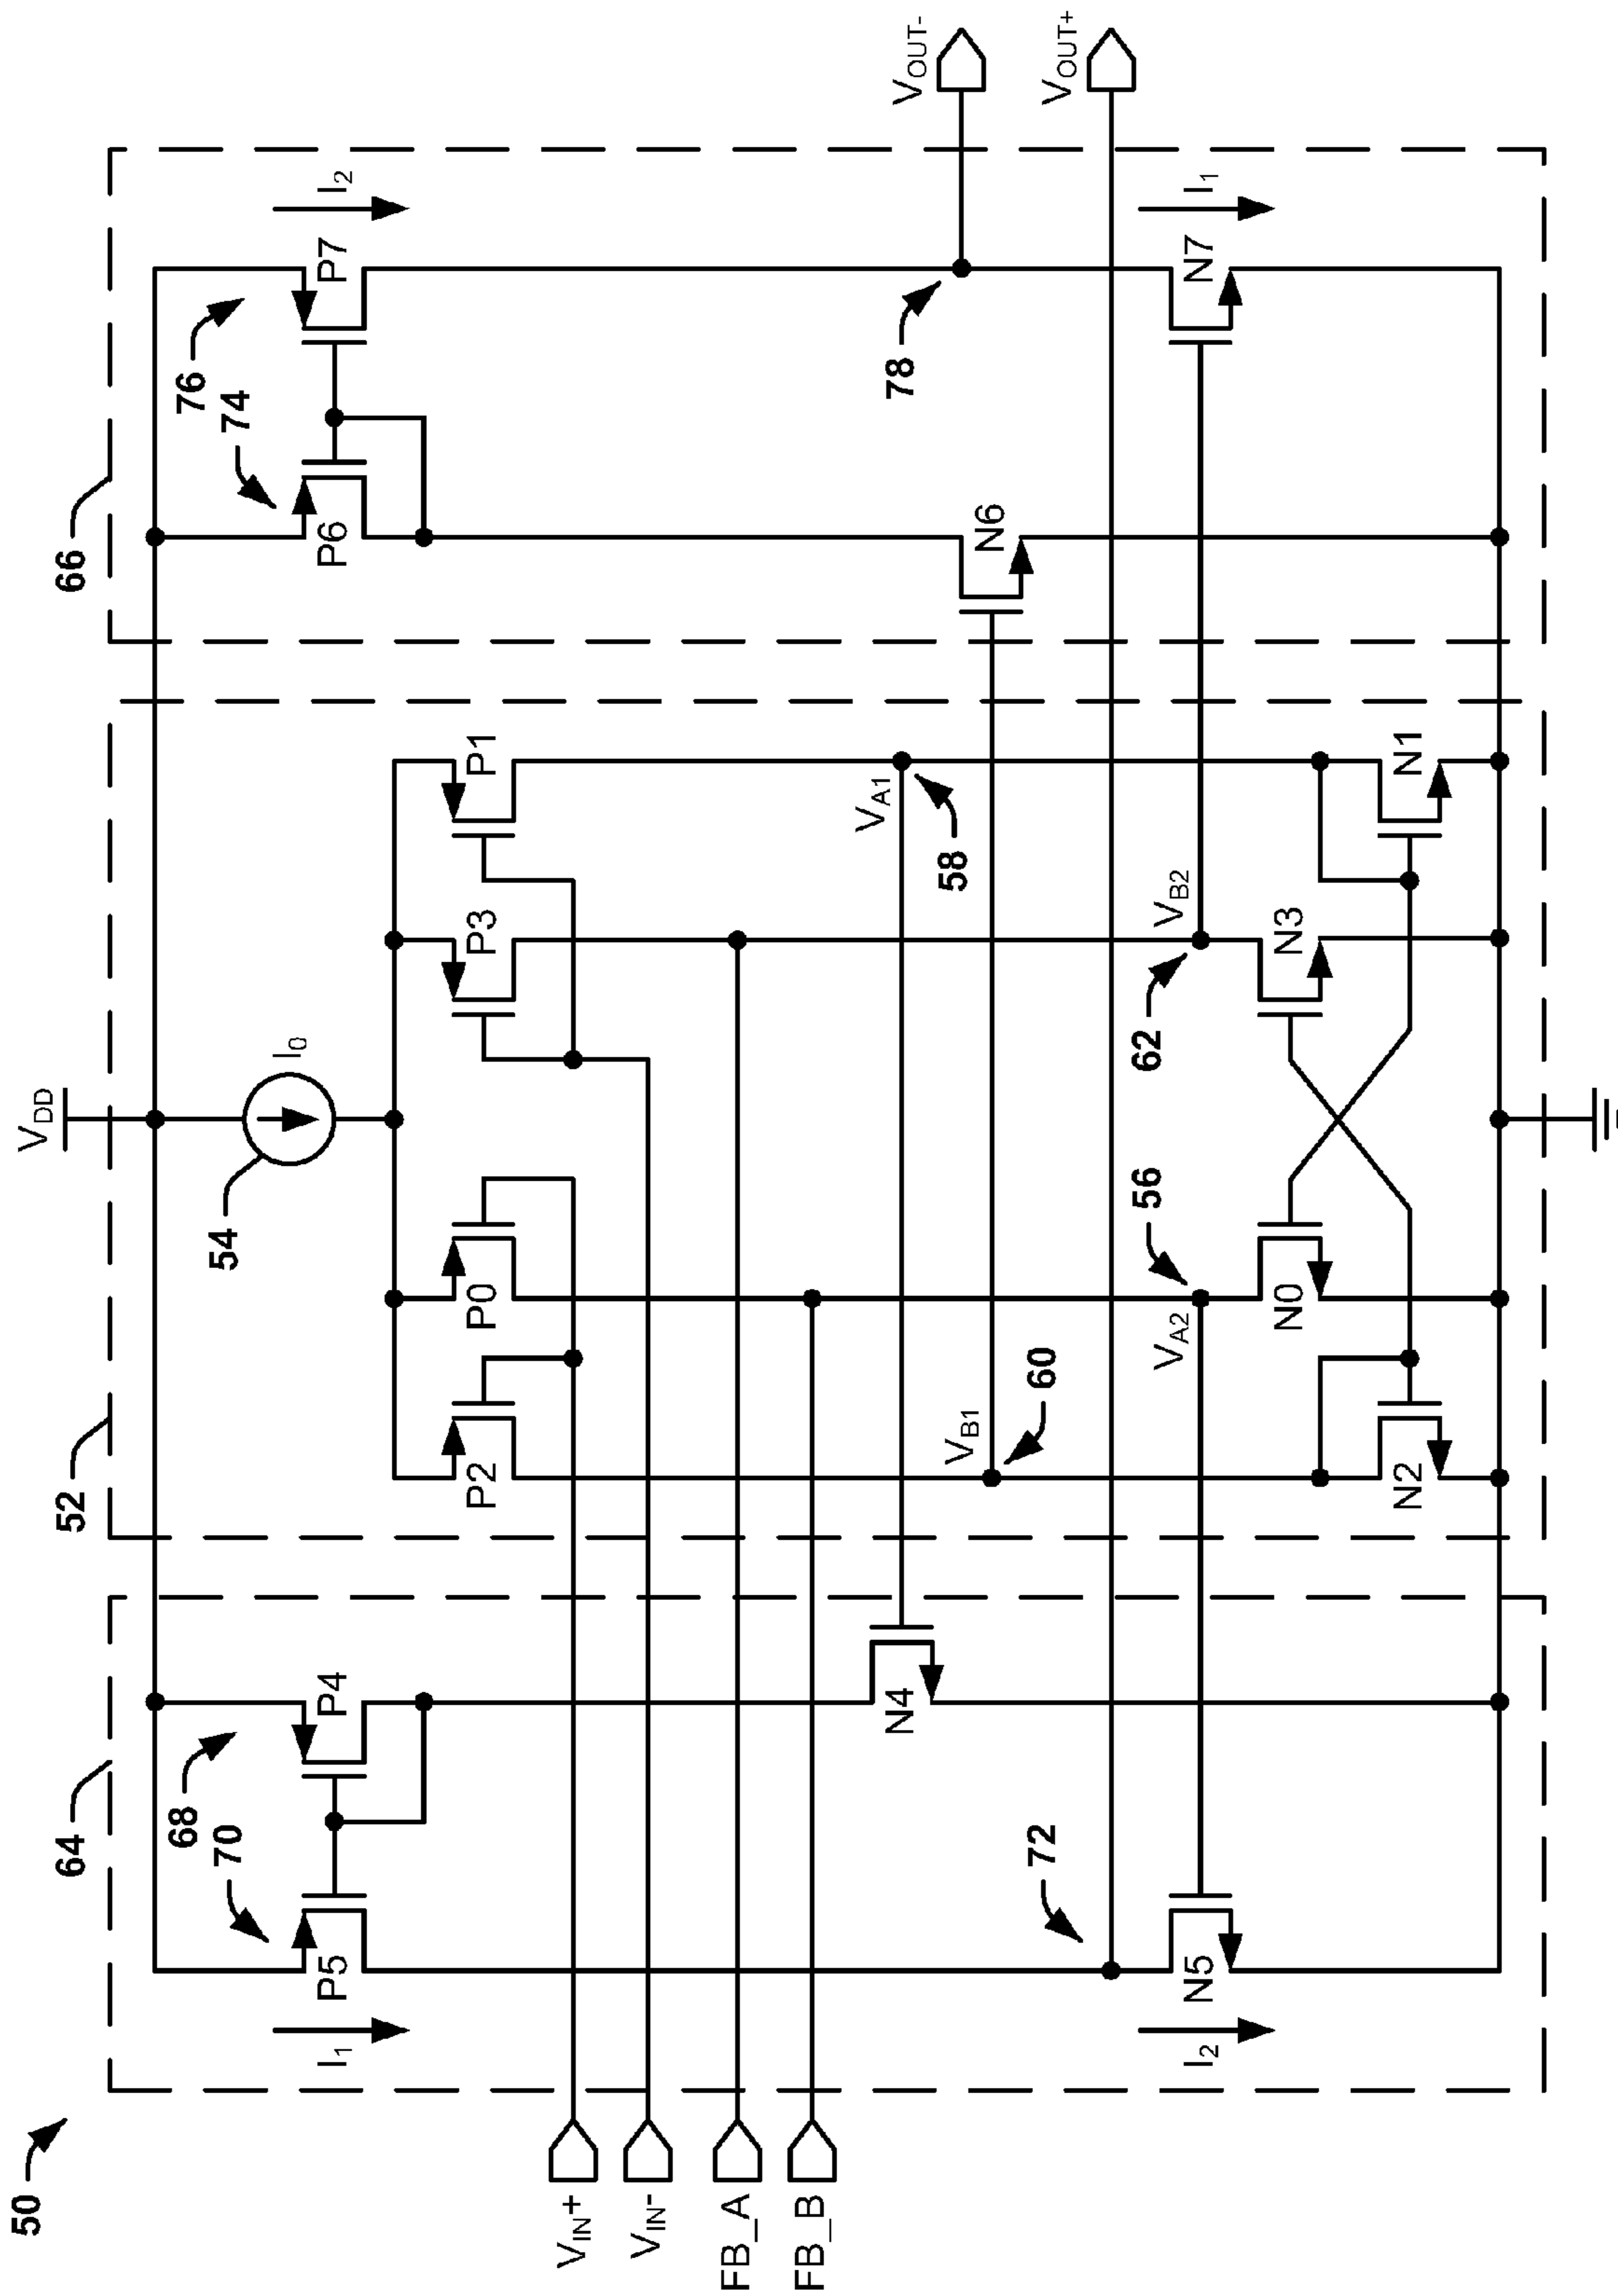 50
52
64
66
V_DD
54
I_0
70
68
P5
P4
I_1
74
76
P6
P7
I_2
P2
P0
P3
P1
V_IN+
V_IN-
FB_A
FB_B
N4
V_A1
58
V_B1
60
N6
78
V_OUT-
72
V_OUT+
V_A2
56
62
V_B2
I_2
N5
N0
N3
N7
I_1
N2
N1